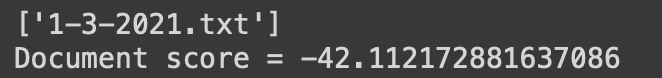 ['1-3-2021.txt']
Document score = -42.112172881637086